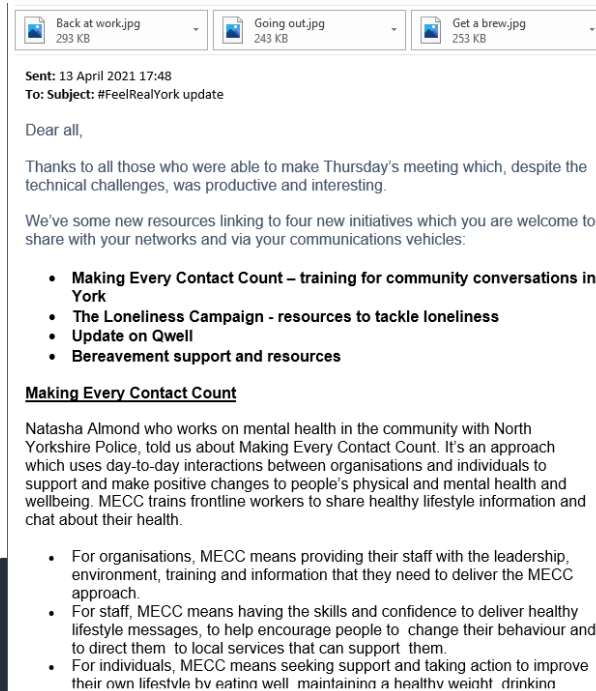 Back at work.jpg
293 KB
Going out.jpg
243 KB
Get a brew.jpg
253 KB
Sent: 13 April 2021 17:48
To: Subject: #FeelRealYork update
Dear all,
Thanks to all those who were able to make Thursday’s meeting which, despite the
technical challenges, was productive and interesting.
We’ve some new resources linking to four new initiatives which you are welcome to
share with your networks and via your communications vehicles:
• Making Every Contact Count – training for community conversations in
York
• The Loneliness Campaign - resources to tackle loneliness
• Update on Qwell
• Bereavement support and resources
Making Every Contact Count
Natasha Almond who works on mental health in the community with North
Yorkshire Police, told us about Making Every Contact Count. It’s an approach
which uses day-to-day interactions between organisations and individuals to
support and make positive changes to people’s physical and mental health and
wellbeing. MECC trains frontline workers to share healthy lifestyle information and
chat about their health.
• For organisations, MECC means providing their staff with the leadership,
environment, training and information that they need to deliver the MECC
approach.
• For staff, MECC means having the skills and confidence to deliver healthy
lifestyle messages, to help encourage people to change their behaviour and
to direct them to local services that can support them.
• For individuals, MECC means seeking support and taking action to improve
their own lifestyle by eating well, maintaining a healthy weight, drinking